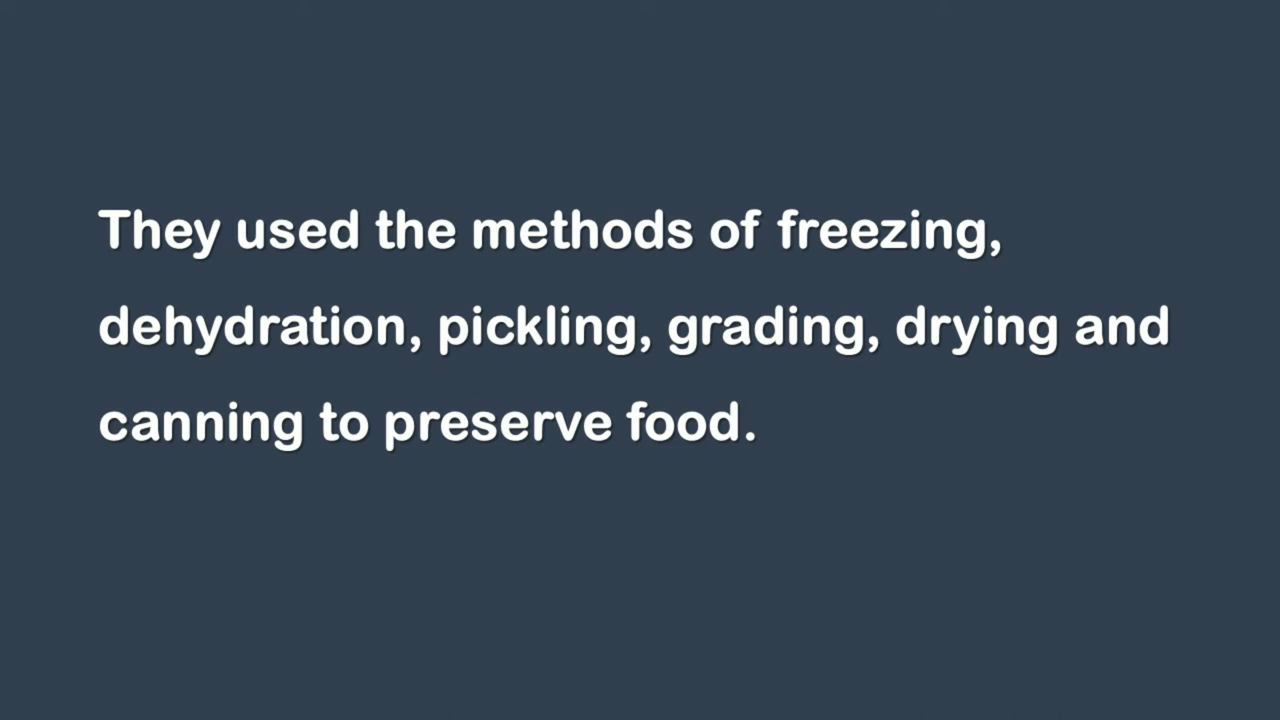 They used the methods of freezing,
dehydration, pickling, grading, drying and
canning to preserve food.